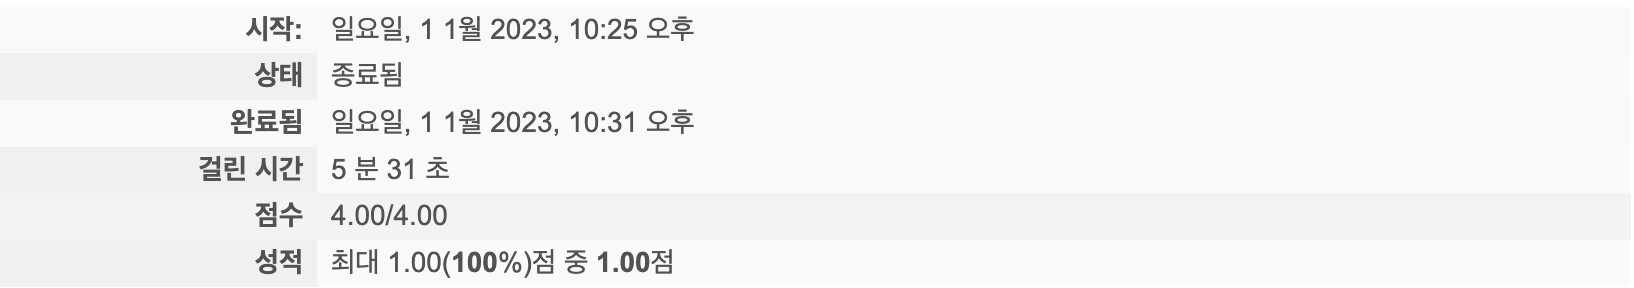 시작: 일요일, 1 1월 2023, 10:25 오후
상태 종료됨
완료됨 일요일, 1 1월 2023, 10:31 오후
걸린 시간 5 분 31 초
점수 4.00/4.00
성적 최대 1.00(100%)점 중 1.00점